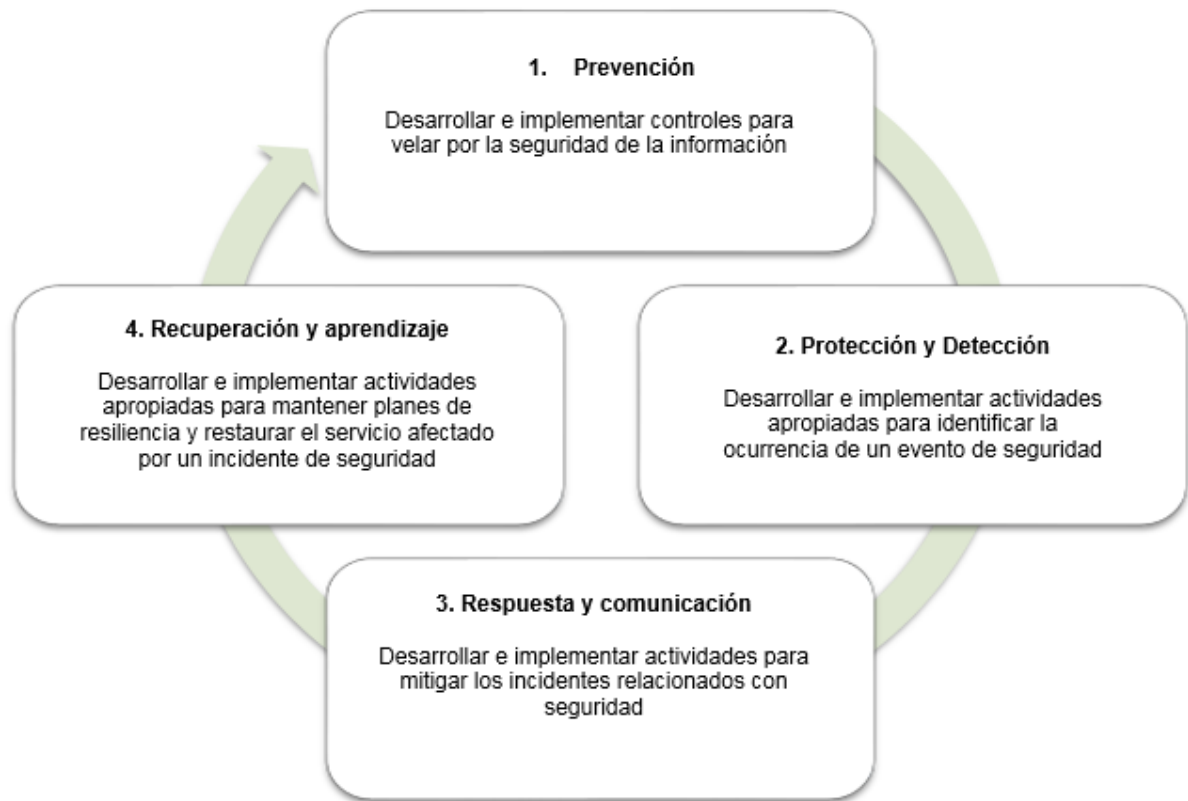 1. Prevención
Desarrollar e implementar controles para
velar por la seguridad de la información
2. Protección y Detección
Desarrollar e implementar actividades
apropiadas para identificar la
ocurrencia de un evento de seguridad
3. Respuesta y comunicación
Desarrollar e implementar actividades para
mitigar los incidentes relacionados con
seguridad
4. Recuperación y aprendizaje
Desarrollar e implementar actividades
apropiadas para mantener planes de
resiliencia y restaurar el servicio afectado
por un incidente de seguridad